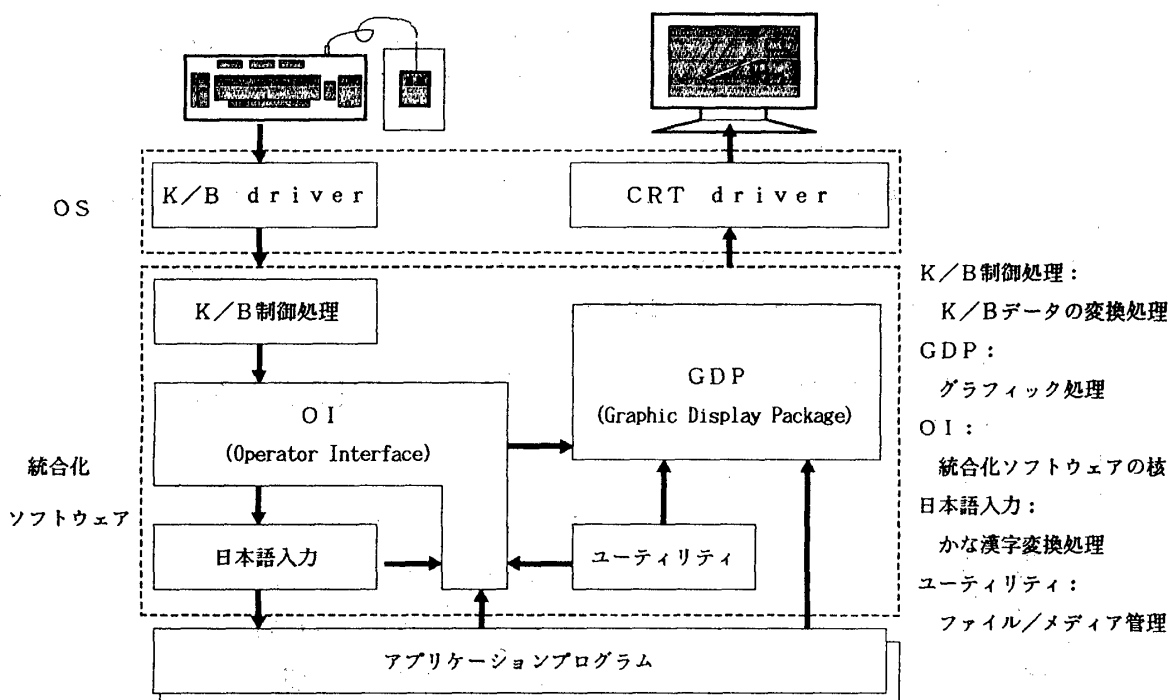 OS
K/B driver
CRT driver
統合化
ソフトウェア
K/B制御処理
OI
(Operator Interface)
GDP
(Graphic Display Package)
日本語入力
ユーティリティ
アプリケーションプログラム
K/B制御処理:
K/Bデータの変換処理
GDP:
グラフィック処理
OI:
統合化ソフトウェアの核
日本語入力:
かな漢字変換処理
ユーティリティ:
ファイル/メディア管理